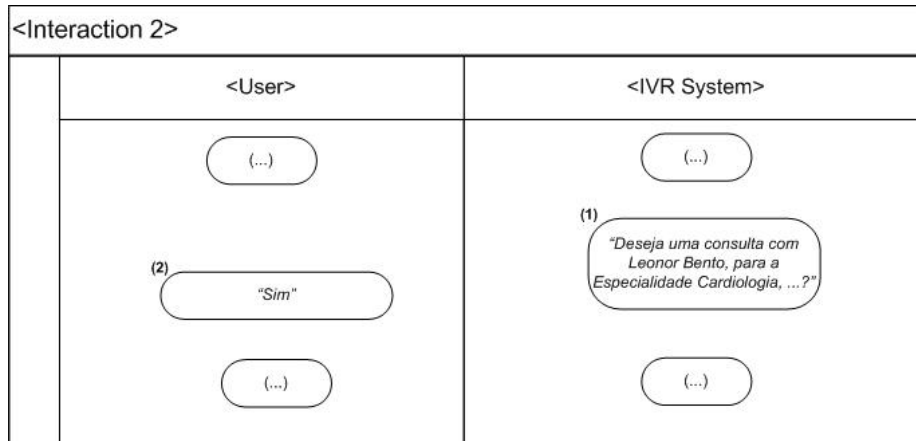 <Interaction 2>
<User>
<IVR System>
(...)
(...)
(1)
“Deseja uma consulta com
Leonor Bento, para a
Especialidade Cardiologia, ...?”
(2)
“Sim”
(...)
(...)